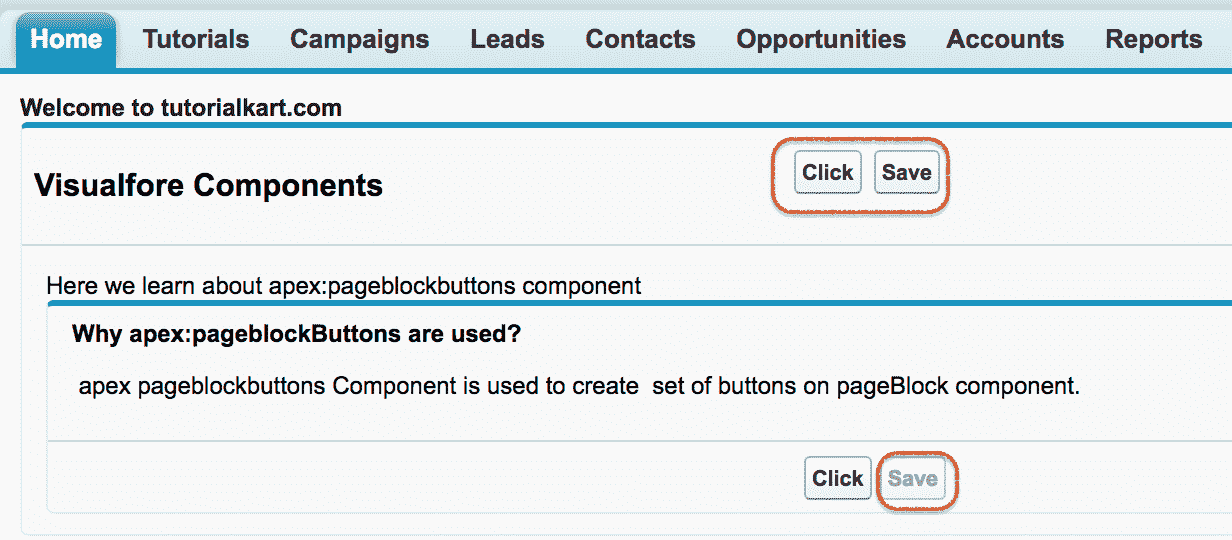 Home Tutorials Campaigns Leads Contacts Opportunities Accounts Reports
Welcome to tutorialkart.com
Visualfore Components Click Save
Here we learn about apex:pageblockbuttons component
Why apex:pageblockButtons are used?
apex pageblockbuttons Component is used to create  set of buttons on pageBlock component.
Click Save